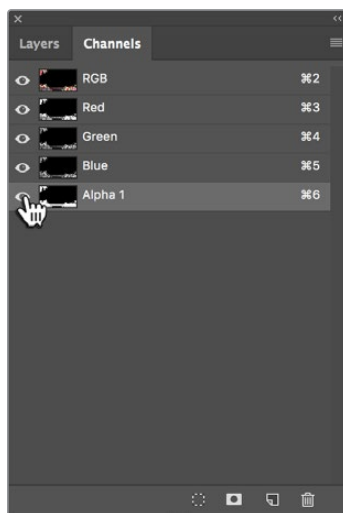 Layers Channels
RGB ⌘2
Red ⌘3
Green ⌘4
Blue ⌘5
Alpha 1 ⌘6